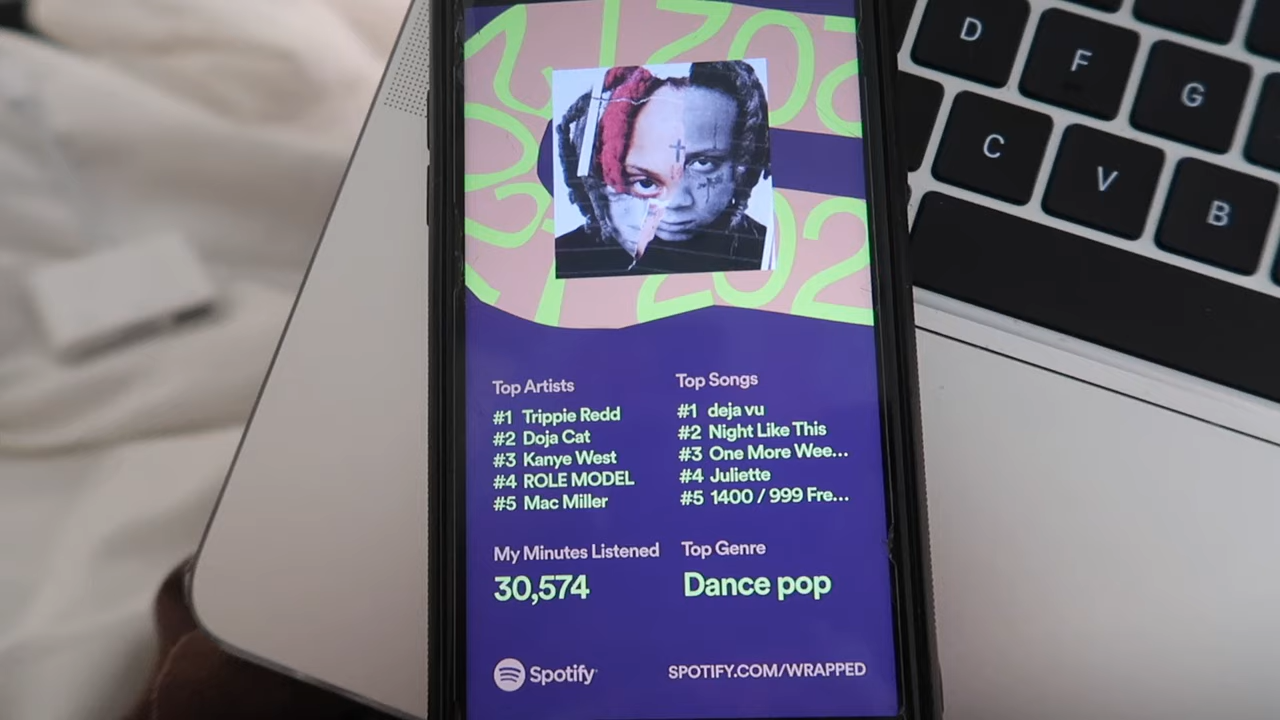 D
F
G
C
V
B
202
202
Top Artists
#1 Trippie Redd
#2 Doja Cat
#3 Kanye West
#4 ROLE MODEL
#5 Mac Miller
Top Songs
#1 deja vu
#2 Night Like This
#3 One More Wee...
#4 Juliette
#5 1400 / 999 Fre...
My Minutes Listened
30,574
Top Genre
Dance pop
Spotify
SPOTIFY.COM/WRAPPED